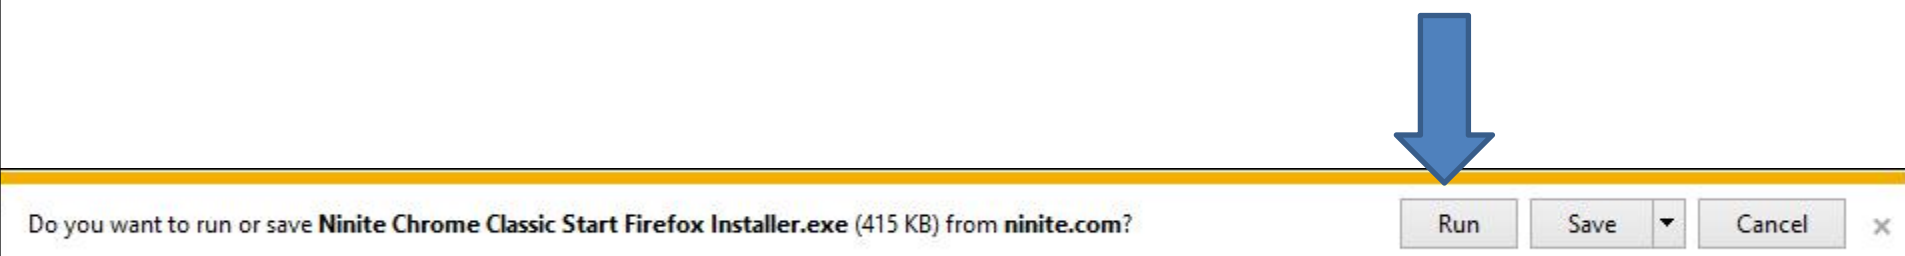 Do you want to run or save Ninite Chrome Classic Start Firefox Installer.exe (415 KB) from ninite.com? Run Save Cancel